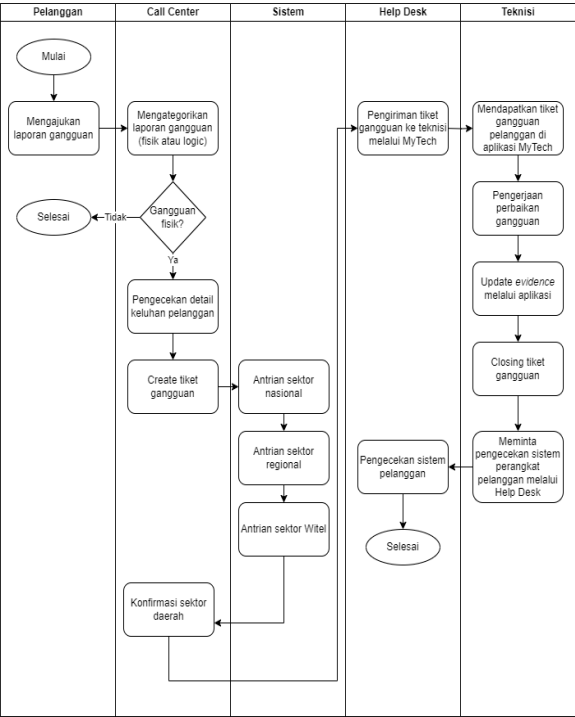 Pelanggan
Call Center
Sistem
Help Desk
Teknisi
Mulai
Mengajukan
laporan gangguan
Mengategorikan
laporan gangguan
(fisik atau logic)
Pengiriman tiket
gangguan ke teknisi
melalui MyTech
Mendapatkan tiket
gangguan
pelanggan di
aplikasi MyTech
Selesai
Tidak
Gangguan
fisik?
Ya
Pengerjaan
perbaikan
gangguan
Pengecekan detail
keluhan pelanggan
Update evidence
melalui aplikasi
Create tiket
gangguan
Antrian sektor
nasional
Closing tiket
gangguan
Antrian sektor
regional
Pengecekan sistem
pelanggan
Meminta
pengecekan sistem
perangkat
pelanggan melalui
Help Desk
Antrian sektor Witel
Selesai
Konfirmasi sektor
daerah